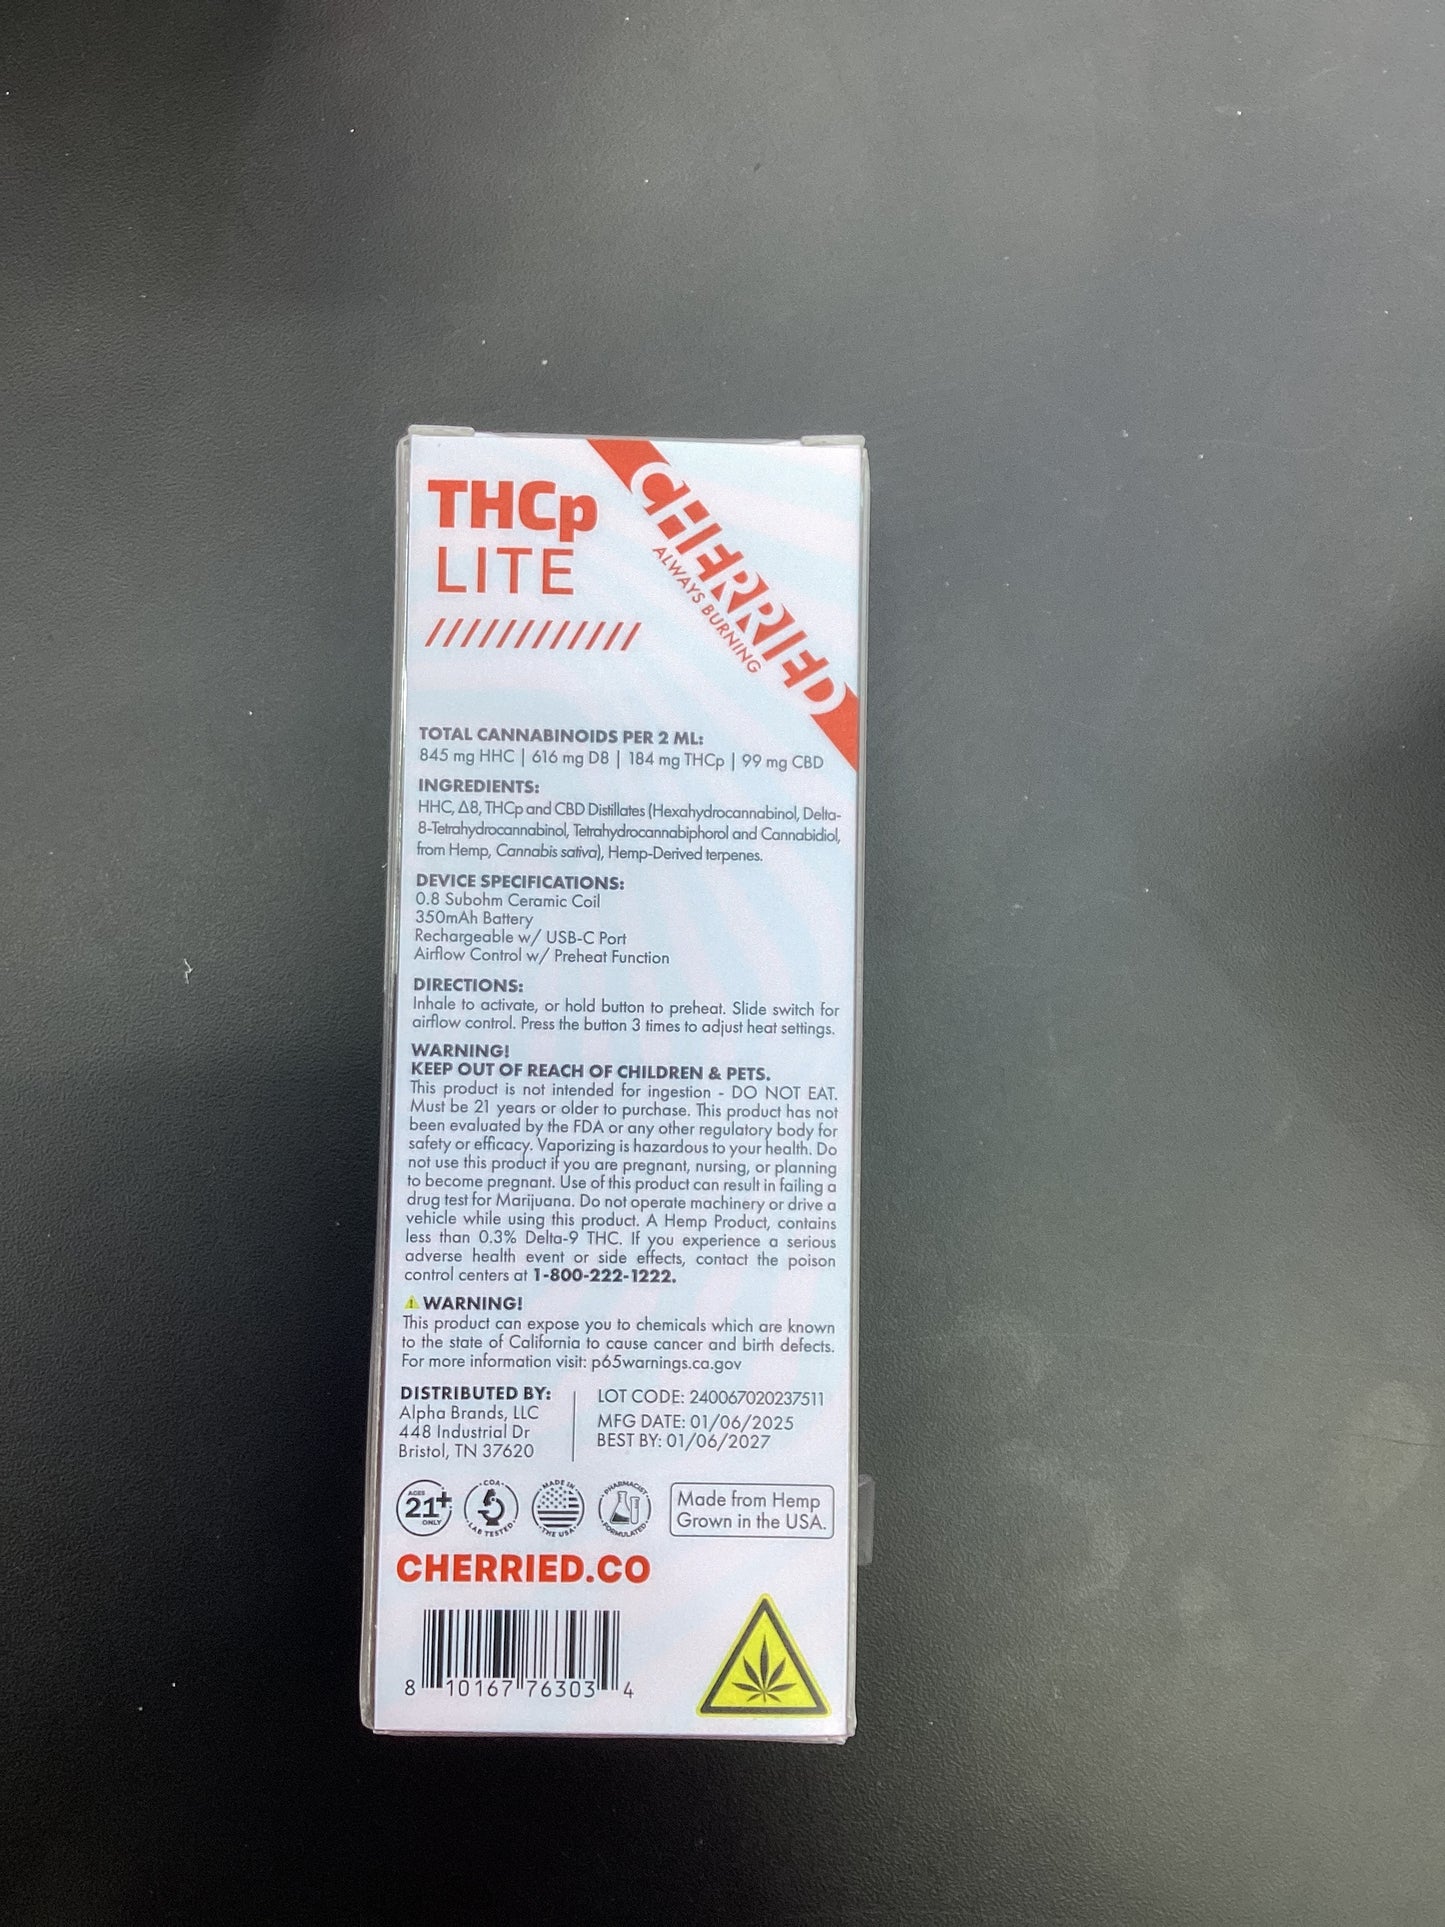 THCp
LITE
CHERRIED
ALWAYS BURNING
TOTAL CANNABINOIDS PER 2 ML:
845 mg HHC | 616 mg D8 | 184 mg THCp | 99 mg CBD
INGREDIENTS:
HHC, Δ8, THCp and CBD Distillates (Hexahydrocannabinol, Delta-
8-Tetrahydrocannabinol, Tetrahydrocannabiphorol and Cannabidiol,
from Hemp, Cannabis sativa), Hemp-Derived terpenes.
DEVICE SPECIFICATIONS:
0.8 Subohm Ceramic Coil
350mAh Battery
Rechargeable w/ USB-C Port
Airflow Control w/ Preheat Function
DIRECTIONS:
Inhale to activate, or hold button to preheat. Slide switch for
airflow control. Press the button 3 times to adjust heat settings.
WARNING!
KEEP OUT OF REACH OF CHILDREN & PETS.
This product is not intended for ingestion - DO NOT EAT.
Must be 21 years or older to purchase. This product has not
been evaluated by the FDA or any other regulatory body for
safety or efficacy. Vaporizing is hazardous to your health. Do
not use this product if you are pregnant, nursing, or planning
to become pregnant. Use of this product can result in failing a
drug test for Marijuana. Do not operate machinery or drive a
vehicle while using this product. A Hemp Product, contains
less than 0.3% Delta-9 THC. If you experience a serious
adverse health event or side effects, contact the poison
control centers at 1-800-222-1222.
WARNING!
This product can expose you to chemicals which are known
to the state of California to cause cancer and birth defects.
For more information visit: p65warnings.ca.gov
DISTRIBUTED BY:
Alpha Brands, LLC
448 Industrial Dr
Bristol, TN 37620
LOT CODE: 240067020237511
MFG DATE: 01/06/2025
BEST BY: 01/06/2027
AGES
21+
ONLY
COA
LAB TESTED
MADE IN
THE USA
PHARMACIST
FORMULATED
Made from Hemp
Grown in the USA.
CHERRIED.CO
8 10167 76303 4